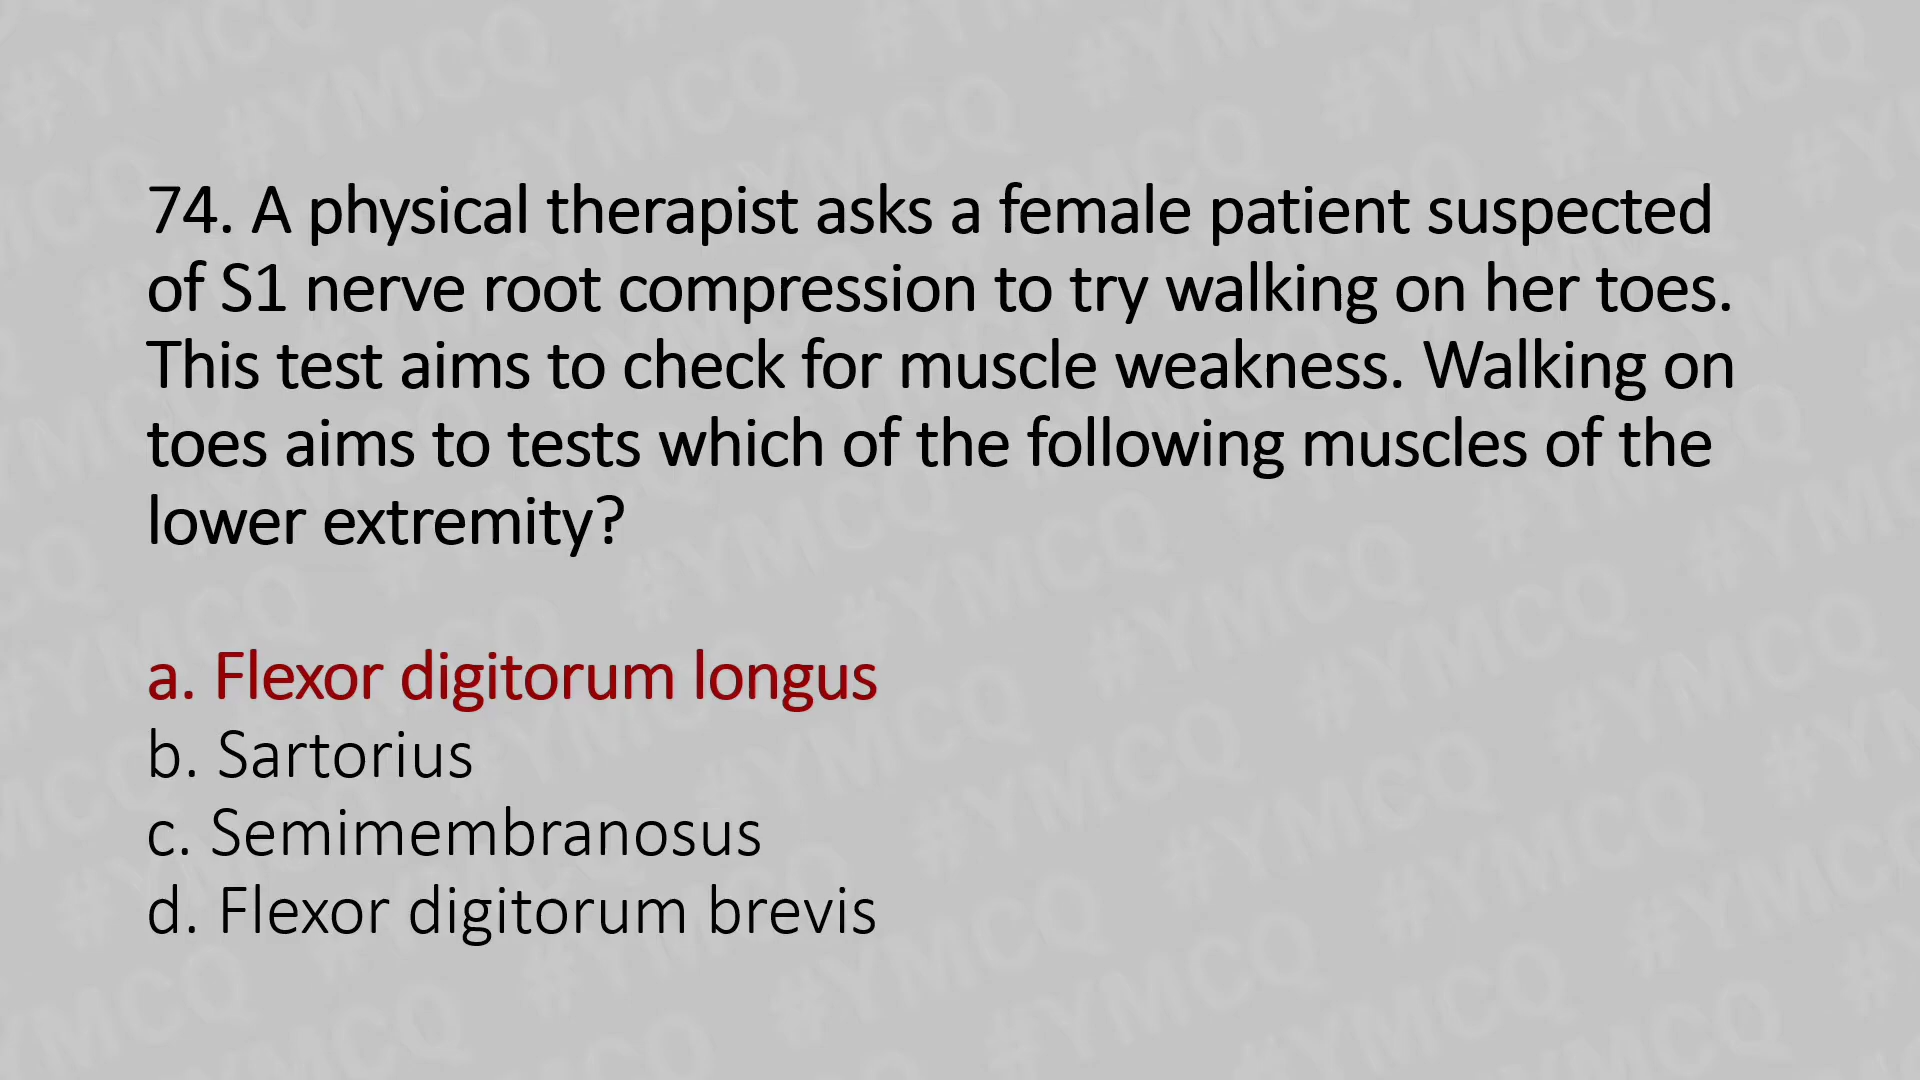 74. A physical therapist asks a female patient suspected
of S1 nerve root compression to try walking on her toes.
This test aims to check for muscle weakness. Walking on
toes aims to tests which of the following muscles of the
lower extremity?
a. Flexor digitorum longus
b. Sartorius
c. Semimembranosus
d. Flexor digitorum brevis
#YMCQ